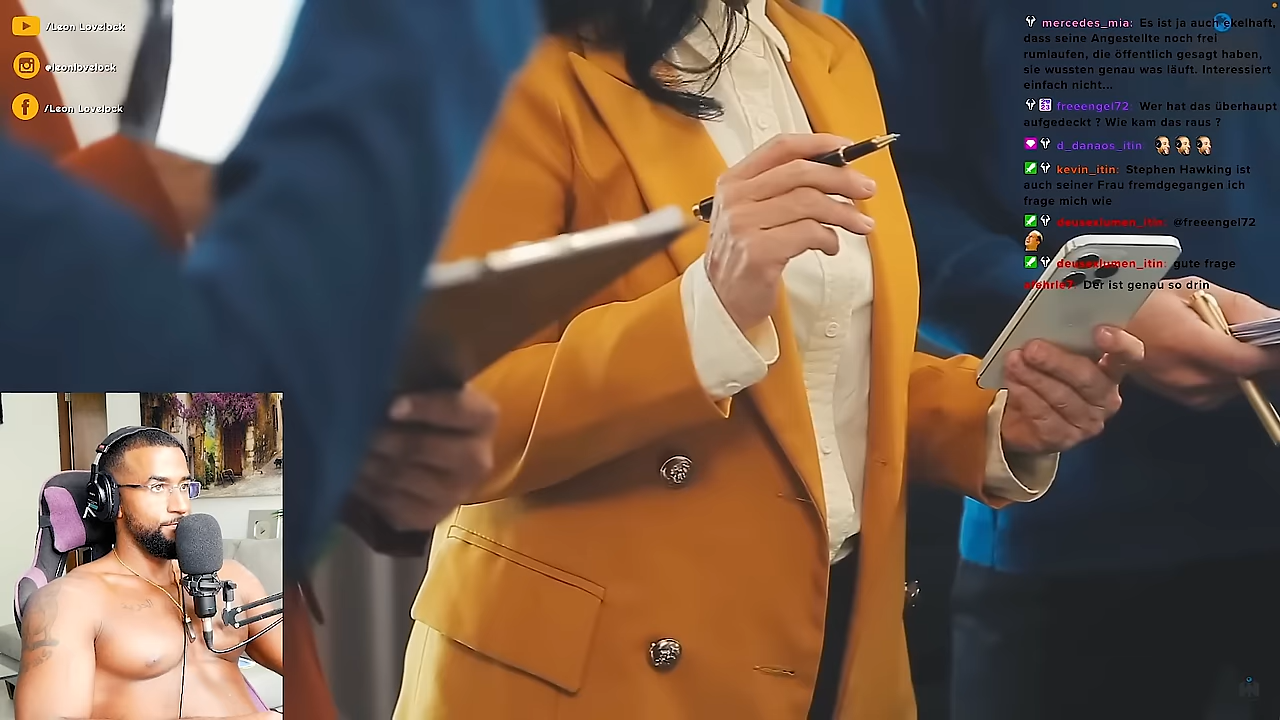 /Leon Lovelock
@leonlovelock
/Leon Lovelock
mercedes_mia: Es ist ja auch ekelhaft,
dass seine Angestellte noch frei
rumlaufen, die öffentlich gesagt haben,
sie wussten genau was läuft. Interessiert
einfach nicht...
freeengel72: Wer hat das überhaupt
aufgedeckt ? Wie kam das raus ?
d_danaos_itin:
kevin_itin: Stephen Hawking ist
auch seiner Frau fremdgegangen ich
frage mich wie
deusexlumen_itin: @freeengel72
deusexlumen_itin: gute frage
Der ist genau so drin